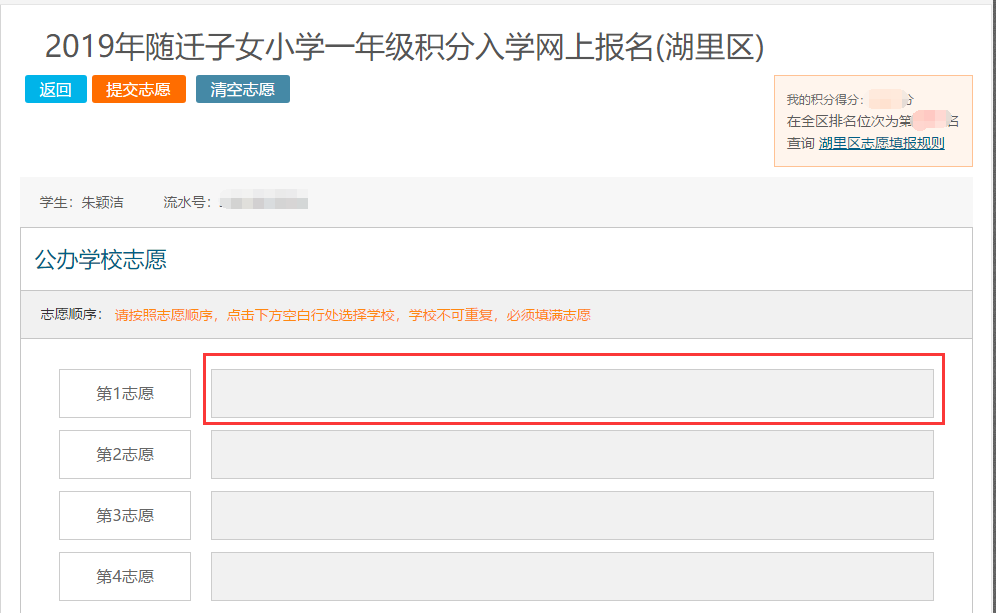 2019年随迁子女小学一年级积分入学网上报名(湖里区)
返回 提交志愿 清空志愿
我的积分得分： 分
在全区排名位次为第 名
查询 湖里区志愿填报规则
学生：朱颖洁 流水号：
公办学校志愿
志愿顺序： 请按照志愿顺序，点击下方空白行处选择学校，学校不可重复，必须填满志愿
第1志愿
第2志愿
第3志愿
第4志愿